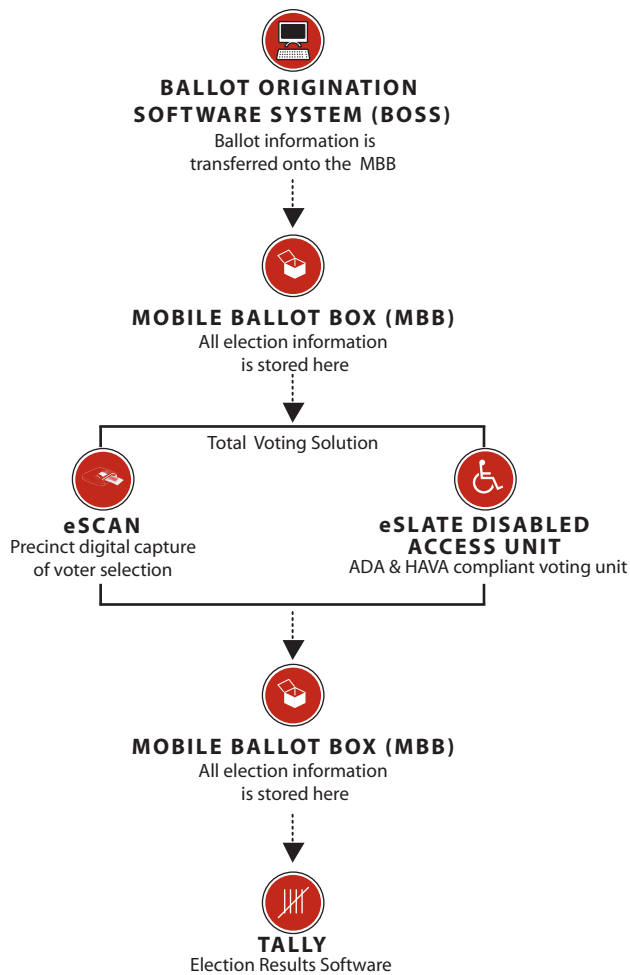 BALLOT ORIGINATION
SOFTWARE SYSTEM (BOSS)
Ballot information is
transferred onto the MBB
MOBILE BALLOT BOX (MBB)
All election information
is stored here
Total Voting Solution
eSCAN
Precinct digital capture
of voter selection
eSLATE DISABLED
ACCESS UNIT
ADA & HAVA compliant voting unit
MOBILE BALLOT BOX (MBB)
All election information
is stored here
TALLY
Election Results Software